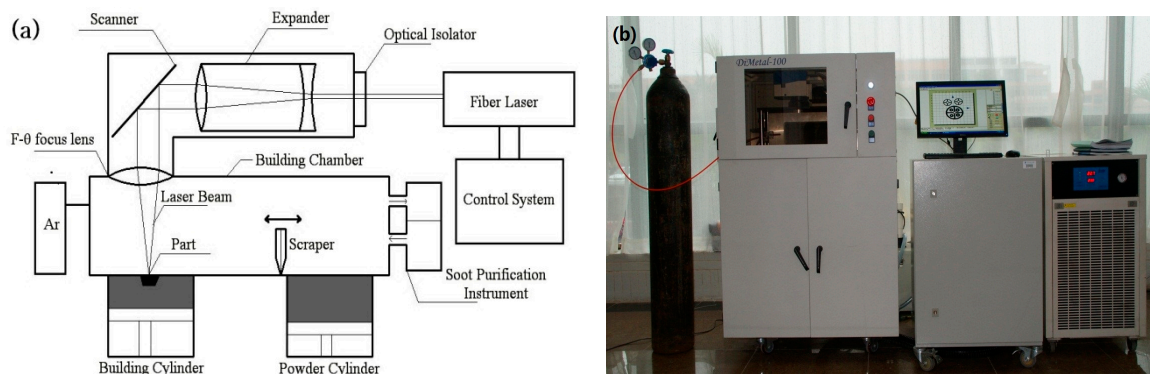 (a)
Scanner
Expander
Optical Isolator
Fiber Laser
F-θ focus lens
Building Chamber
Laser Beam
Control System
Ar
Part
Scraper
Soot Purification
Instrument
Building Cylinder
Powder Cylinder
(b)
DiMetal-100